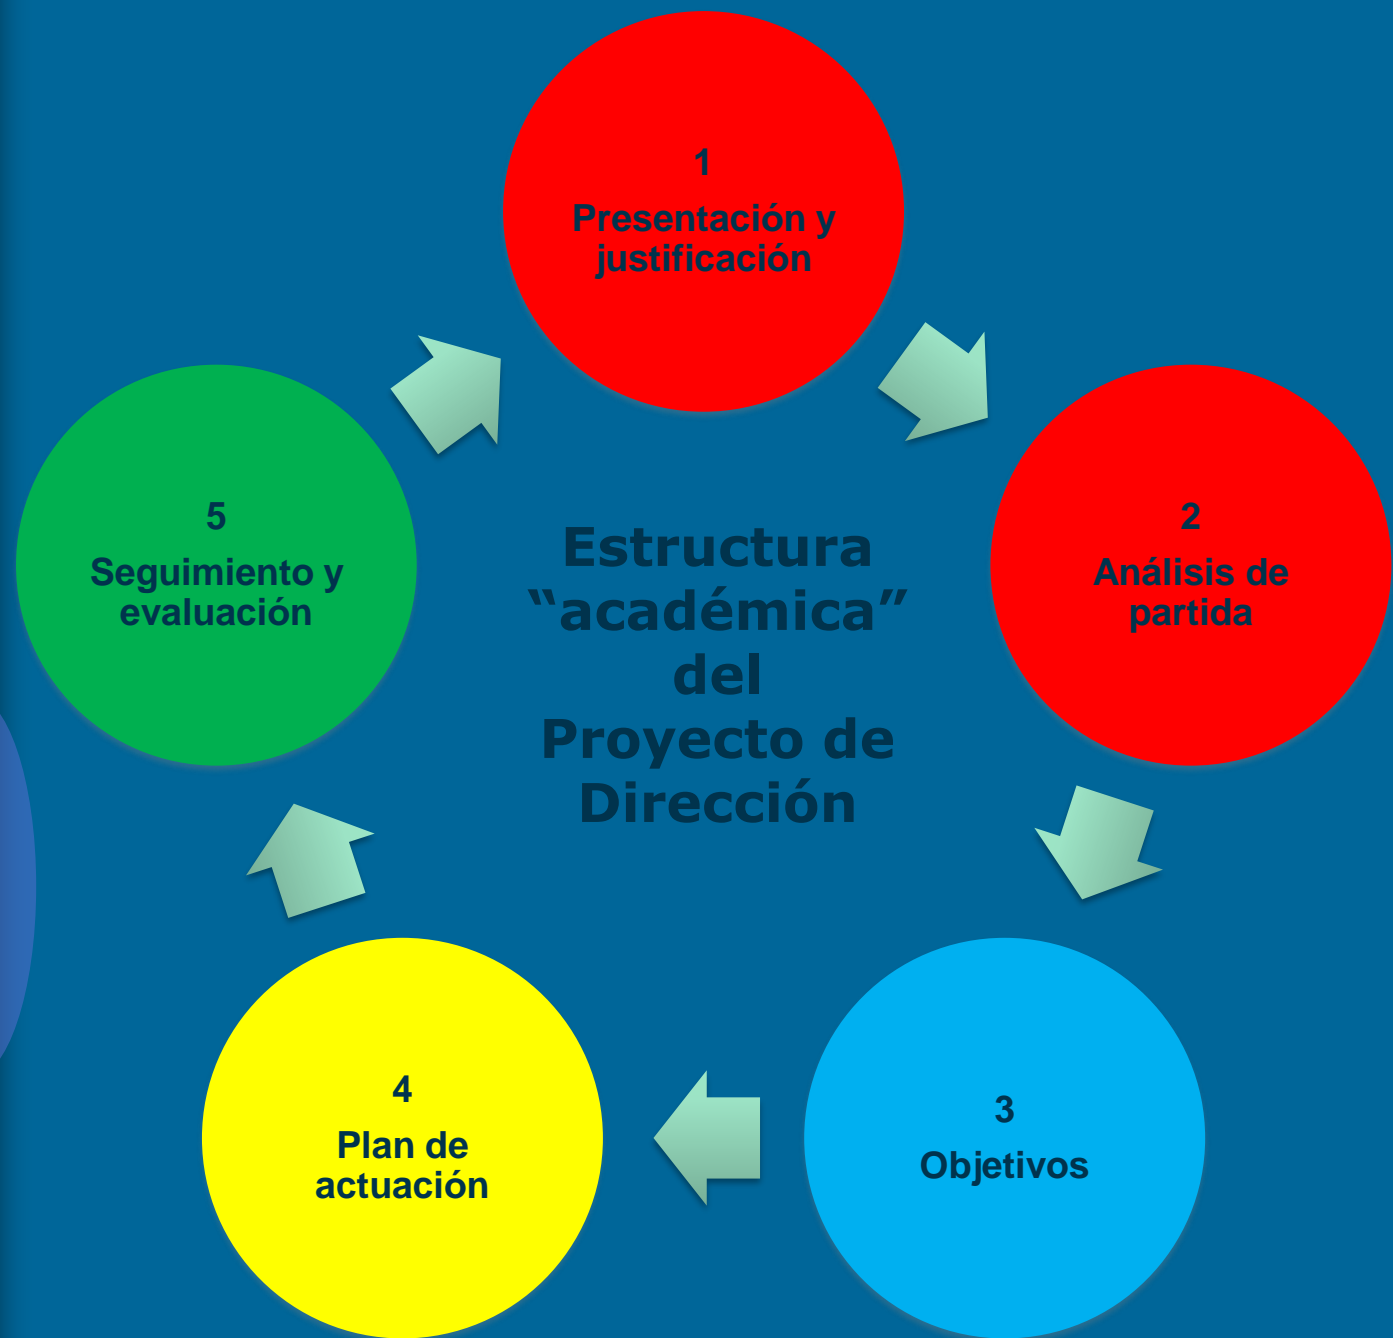 Estructura
“académica”
del
Proyecto de
Dirección
1
Presentación y
justificación
2
Análisis de
partida
3
Objetivos
4
Plan de
actuación
5
Seguimiento y
evaluación